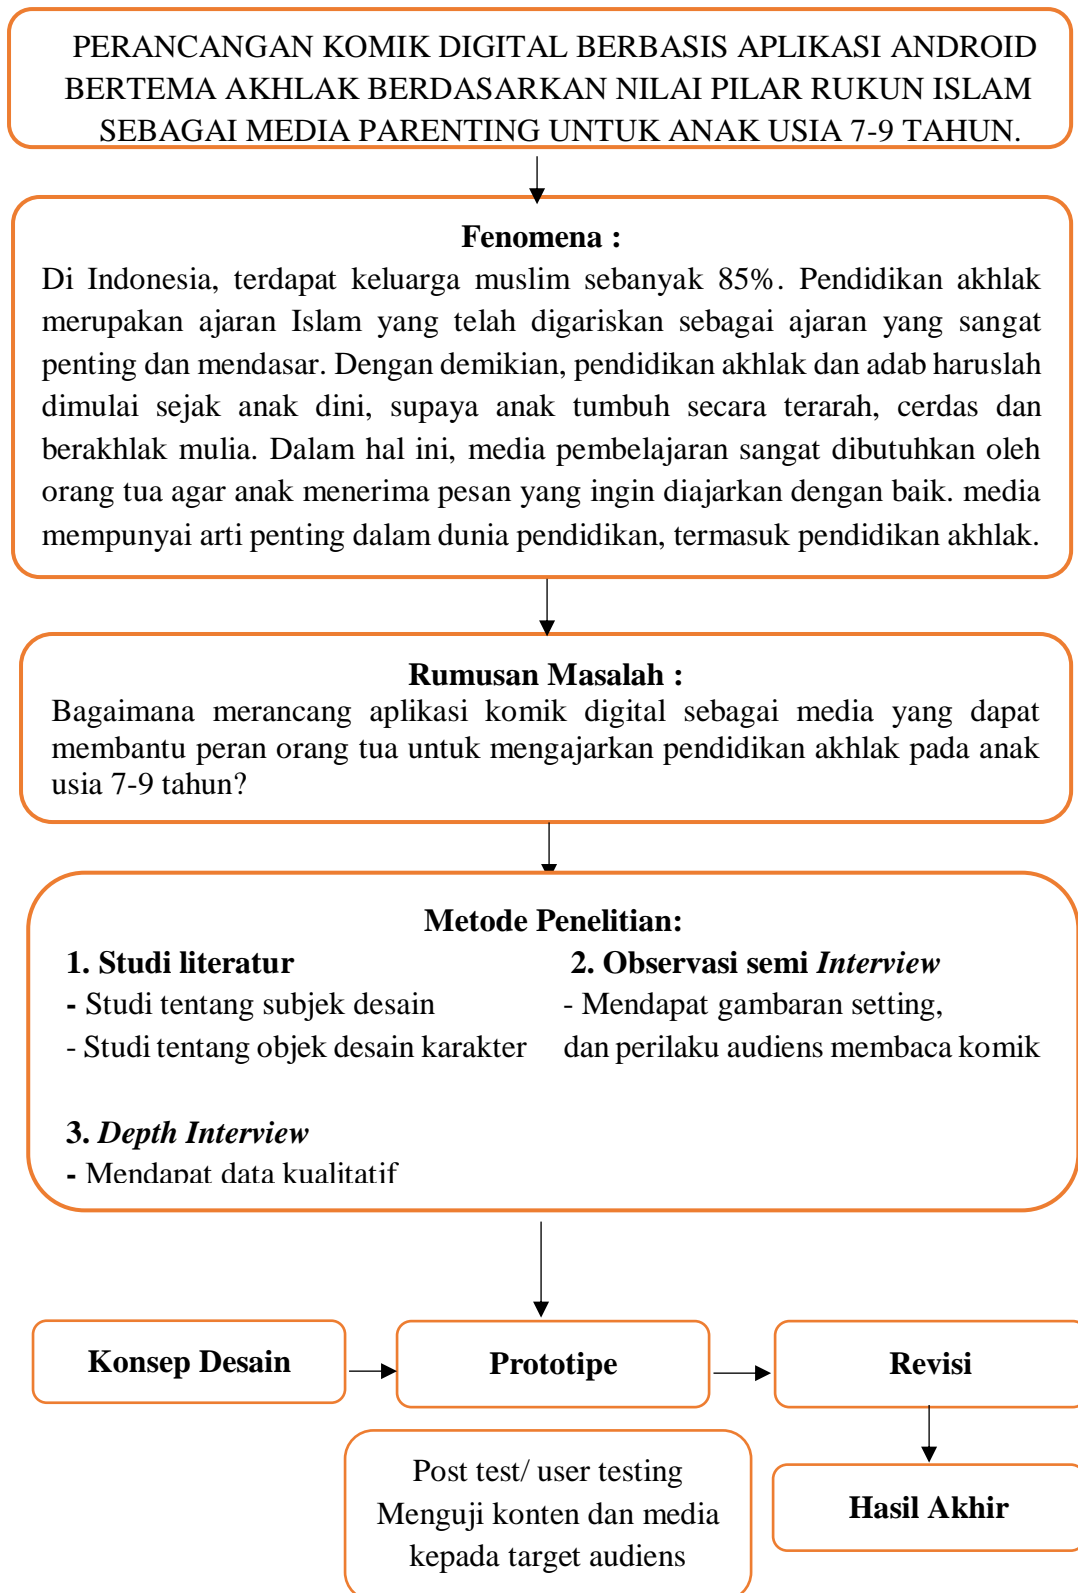 PERANCANGAN KOMIK DIGITAL BERBASIS APLIKASI ANDROID
BERTEMA AKHLAK BERDASARKAN NILAI PILAR RUKUN ISLAM
SEBAGAI MEDIA PARENTING UNTUK ANAK USIA 7-9 TAHUN.
Fenomena :
Di Indonesia, terdapat keluarga muslim sebanyak 85%. Pendidikan akhlak
merupakan ajaran Islam yang telah digariskan sebagai ajaran yang sangat
penting dan mendasar. Dengan demikian, pendidikan akhlak dan adab haruslah
dimulai sejak anak dini, supaya anak tumbuh secara terarah, cerdas dan
berakhlak mulia. Dalam hal ini, media pembelajaran sangat dibutuhkan oleh
orang tua agar anak menerima pesan yang ingin diajarkan dengan baik. media
mempunyai arti penting dalam dunia pendidikan, termasuk pendidikan akhlak.
Rumusan Masalah :
Bagaimana merancang aplikasi komik digital sebagai media yang dapat
membantu peran orang tua untuk mengajarkan pendidikan akhlak pada anak
usia 7-9 tahun?
Metode Penelitian:
1. Studi literatur
- Studi tentang subjek desain
- Studi tentang objek desain karakter
2. Observasi semi Interview
- Mendapat gambaran setting,
dan perilaku audiens membaca komik
3. Depth Interview
- Mendapat data kualitatif
Konsep Desain
Prototipe
Revisi
Post test/ user testing
Menguji konten dan media
kepada target audiens
Hasil Akhir